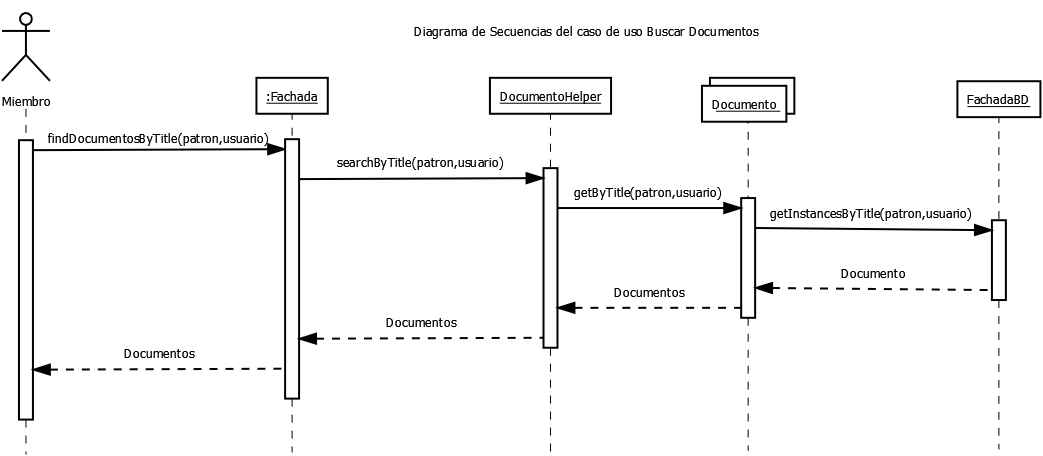 Diagrama de Secuencias del caso de uso Buscar Documentos
Miembro
:Fachada
DocumentoHelper
Documento
FachadaBD
findDocumentosByTitle(patron,usuario)
searchByTitle(patron,usuario)
getByTitle(patron,usuario)
getInstancesByTitle(patron,usuario)
Documento
Documentos
Documentos
Documentos